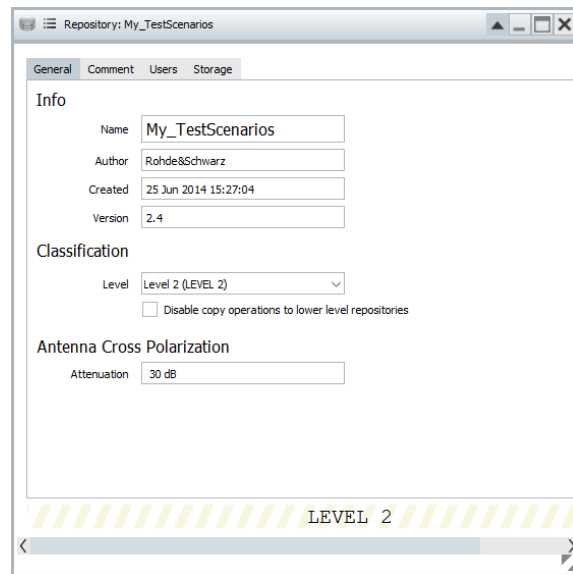 Repository: My_TestScenarios
General Comment Users Storage
Info
Name My_TestScenarios
Author Rohde&Schwarz
Created 25 Jun 2014 15:27:04
Version 2.4
Classification
Level Level 2 (LEVEL 2)
Disable copy operations to lower level repositories
Antenna Cross Polarization
Attenuation 30 dB
LEVEL 2